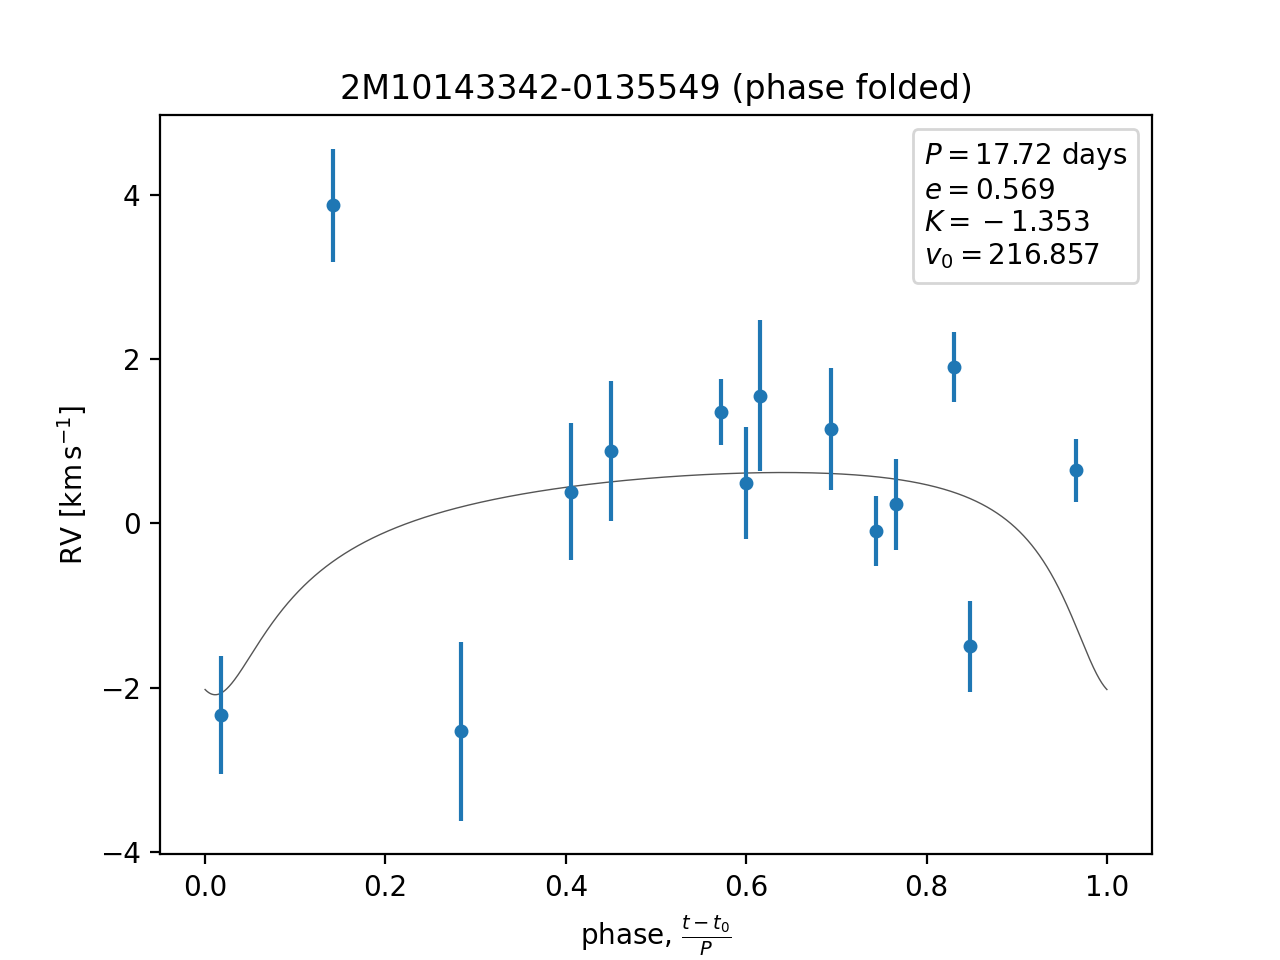 2M10143342-0135549 (phase folded)
P = 17.72 days
e = 0.569
K = −1.353
v₀ = 216.857
RV [km s⁻¹]
4
2
0
−2
−4
0.0 0.2 0.4 0.6 0.8 1.0
phase, (t − t₀)/P